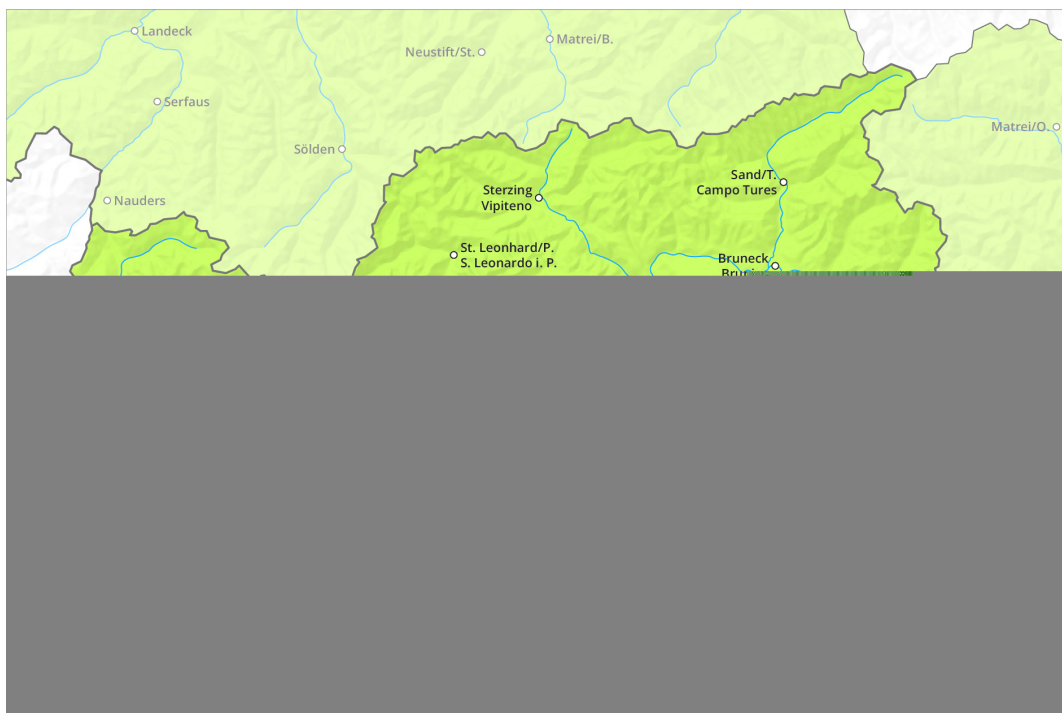 Landeck
Neustift/St.
Matrei/B.
Serfaus
Matrei/O.
Sölden
Nauders
Sterzing
Vipiteno
Sand/T.
Campo Tures
St. Leonhard/P.
S. Leonardo i. P.
Bruneck